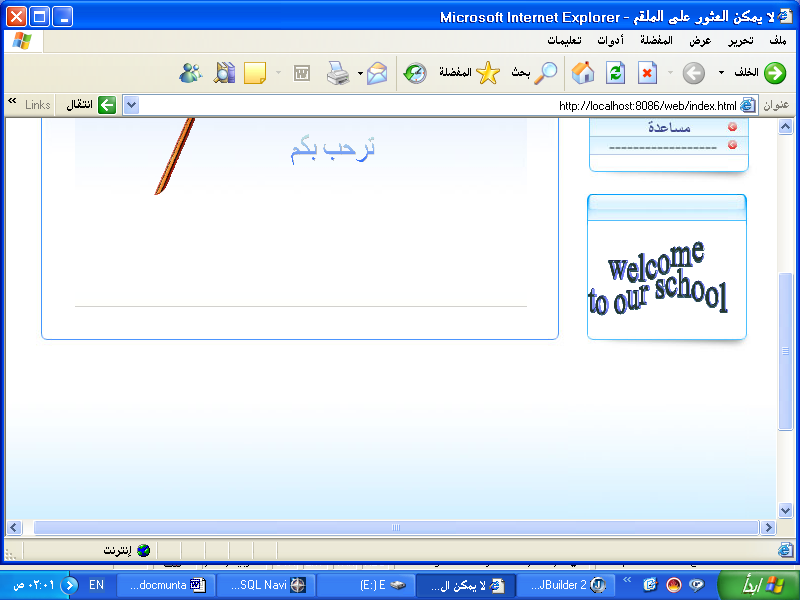 لا يمكن العثور على الملقم - Microsoft Internet Explorer
ملف تحرير عرض المفضلة أدوات تعليمات
الخلف بحث المفضلة
عنوان http://localhost:8086/web/index.html انتقال Links »
مساعدة
------------------
ترحب بكم
welcome
to our school
إنترنت
ابدأ « JBuilder 2... لا يمكن ال... E (E:) SQL Navi... docmunta... EN ٠٢:٠١ ص